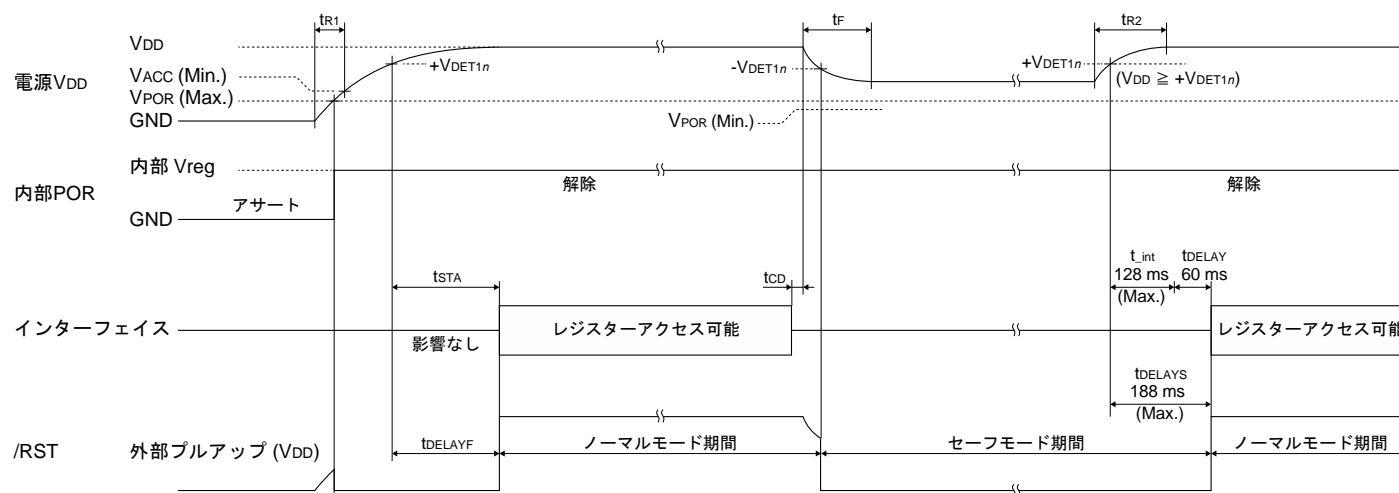 tR1
tF
tR2
電源VDD
VDD
VACC (Min.)
VPOR (Max.)
GND
+VDET1n
-VDET1n
VPOR (Min.)
+VDET1n
(VDD ≧ +VDET1n)
内部POR
内部 Vreg
GND
アサート
解除
解除
インターフェイス
tSTA
影響なし
レジスターアクセス可能
tCD
t_int
128 ms
(Max.)
tDELAY
60 ms
レジスターアクセス可能
tDELAYS
188 ms
(Max.)
/RST
外部プルアップ (VDD)
tDELAYF
ノーマルモード期間
セーフモード期間
ノーマルモード期間